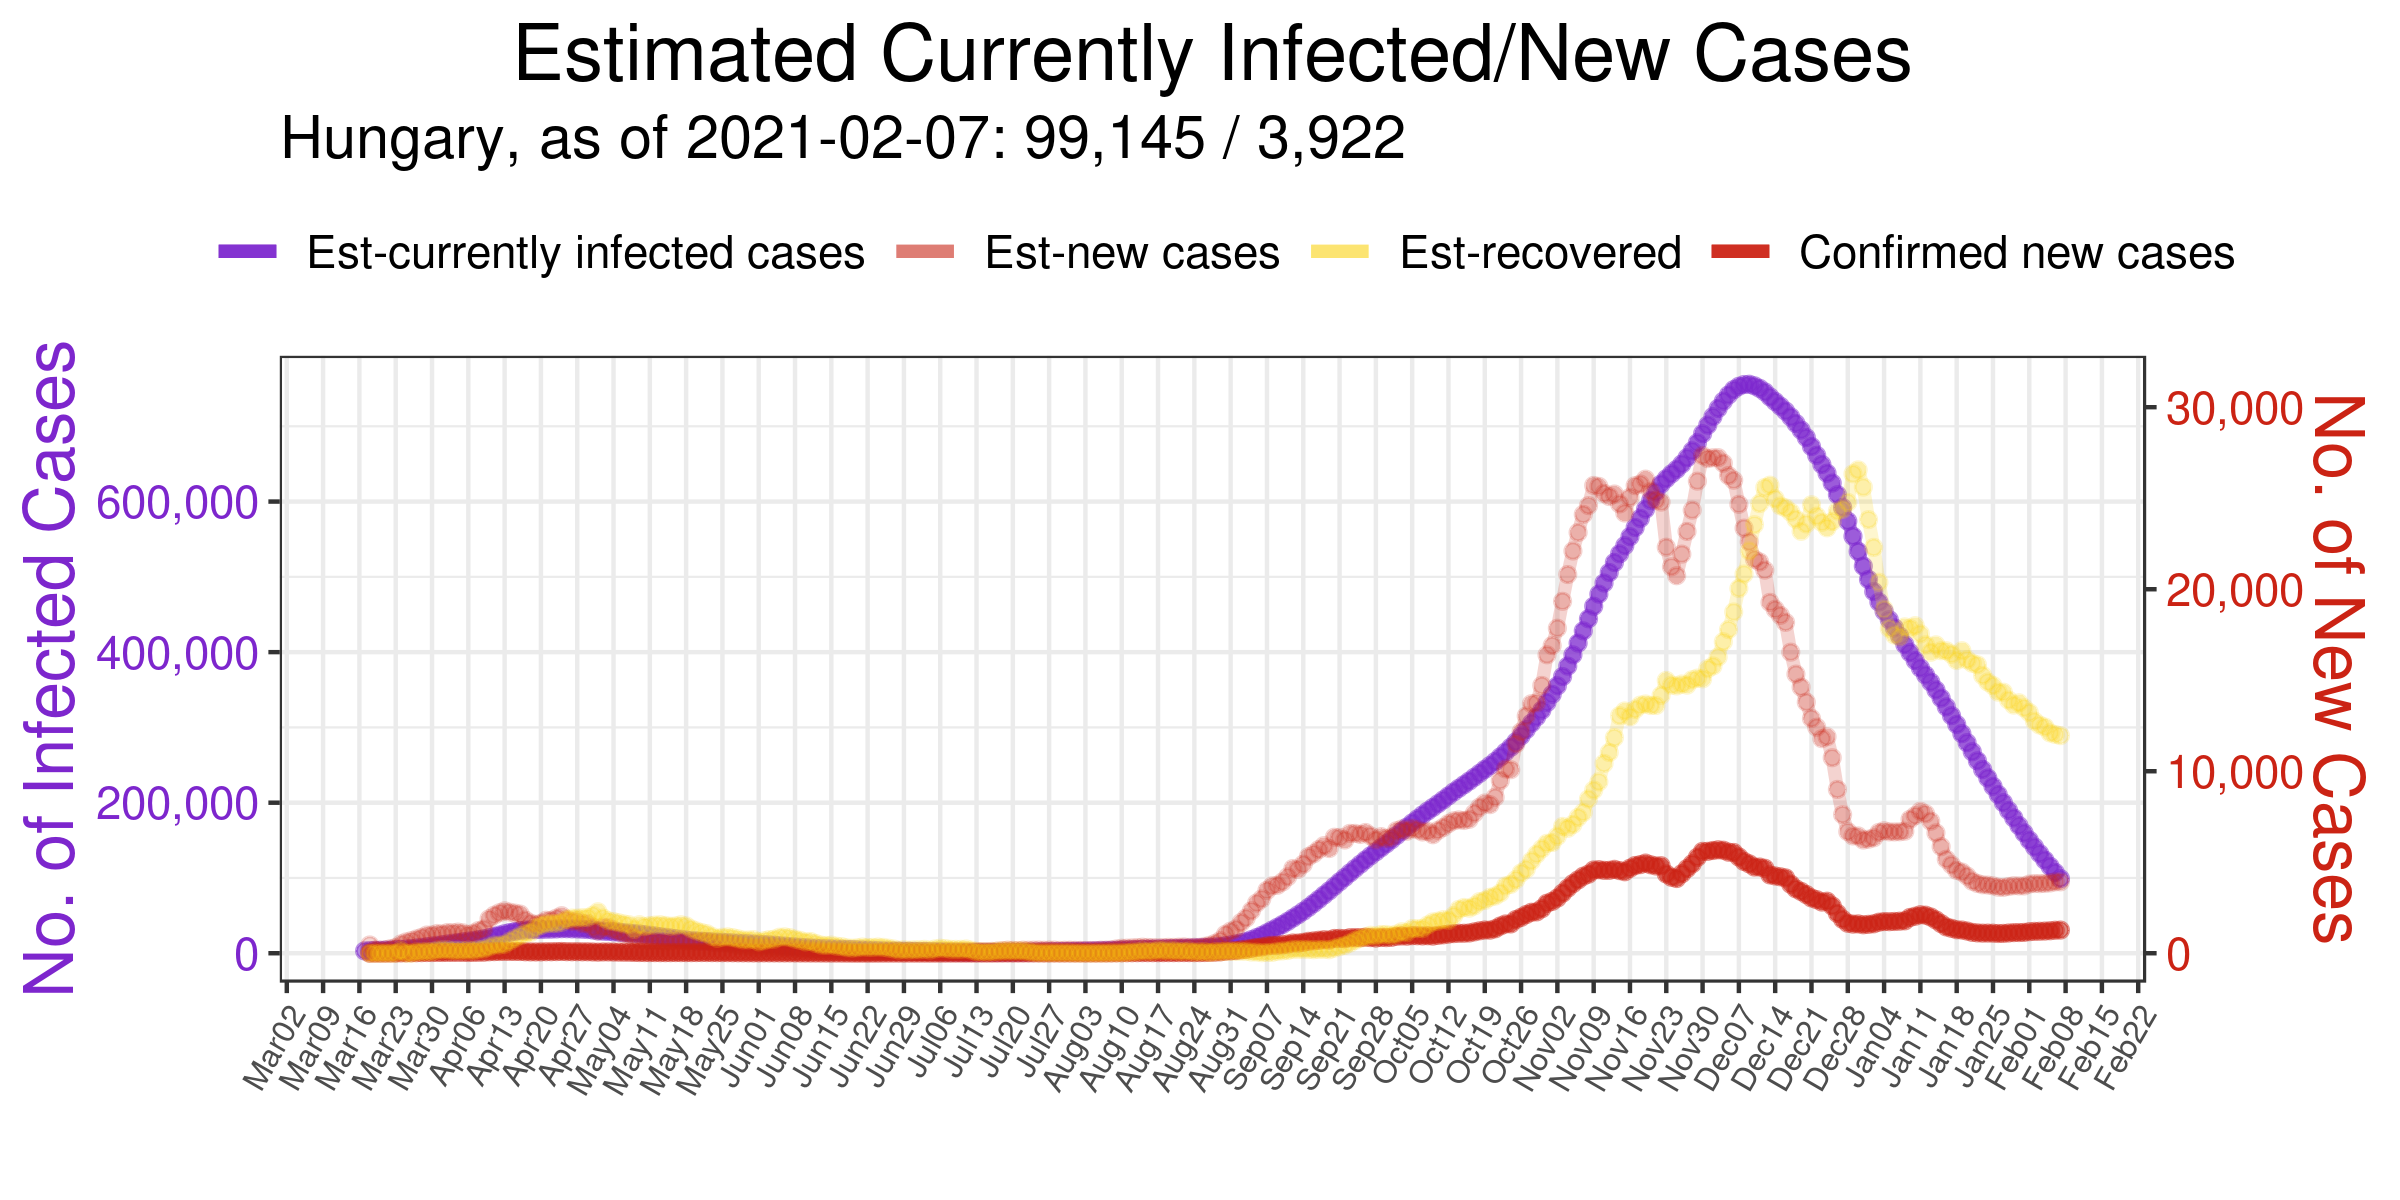 Estimated Currently Infected/New Cases
Hungary, as of 2021-02-07: 99,145 / 3,922
Est-currently infected cases
Est-new cases
Est-recovered
Confirmed new cases
No. of Infected Cases
600,000
400,000
200,000
0
30,000
20,000
10,000
0
No. of New Cases
Mar02
Mar09
Mar16
Mar23
Mar30
Apr06
Apr13
Apr20
Apr27
May04
May11
May18
May25
Jun01
Jun08
Jun15
Jun22
Jun29
Jul06
Jul13
Jul20
Jul27
Aug03
Aug10
Aug17
Aug24
Aug31
Sep07
Sep14
Sep21
Sep28
Oct05
Oct12
Oct19
Oct26
Nov02
Nov09
Nov16
Nov23
Nov30
Dec07
Dec14
Dec21
Dec28
Jan04
Jan11
Jan18
Jan25
Feb01
Feb08
Feb15
Feb22